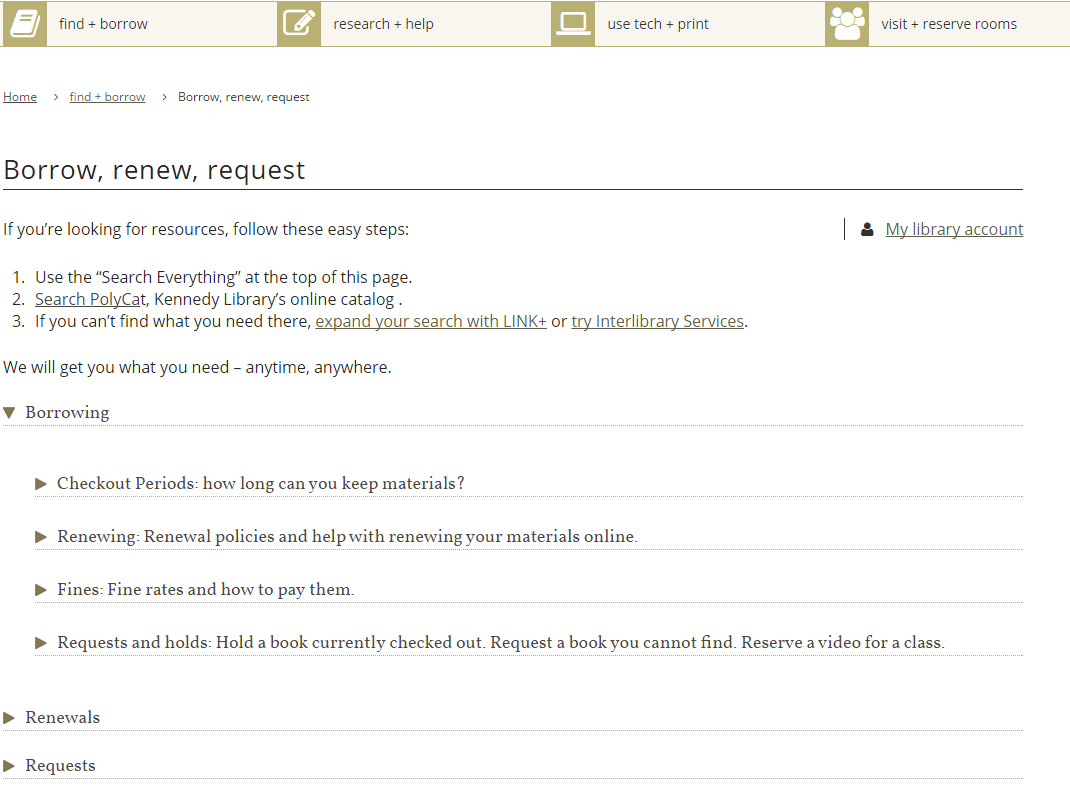 find + borrow research + help use tech + print visit + reserve rooms
Home > find + borrow > Borrow, renew, request
Borrow, renew, request
If you’re looking for resources, follow these easy steps: My library account
1. Use the “Search Everything” at the top of this page.
2. Search PolyCat, Kennedy Library’s online catalog .
3. If you can’t find what you need there, expand your search with LINK+ or try Interlibrary Services.
We will get you what you need – anytime, anywhere.
Borrowing
Checkout Periods: how long can you keep materials?
Renewing: Renewal policies and help with renewing your materials online.
Fines: Fine rates and how to pay them.
Requests and holds: Hold a book currently checked out. Request a book you cannot find. Reserve a video for a class.
Renewals
Requests